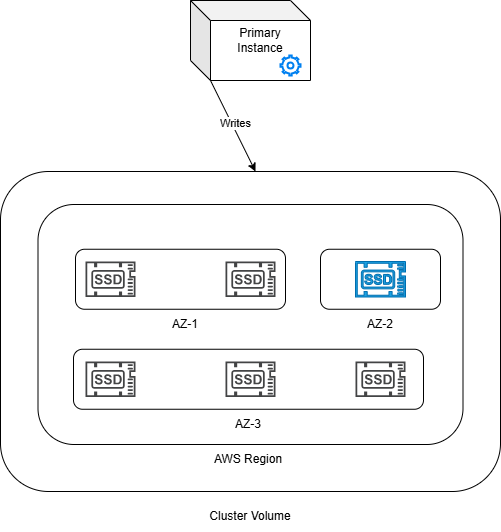 Primary
Instance
Writes
SSD SSD SSD
AZ-1 AZ-2
SSD SSD SSD
AZ-3
AWS Region
Cluster Volume